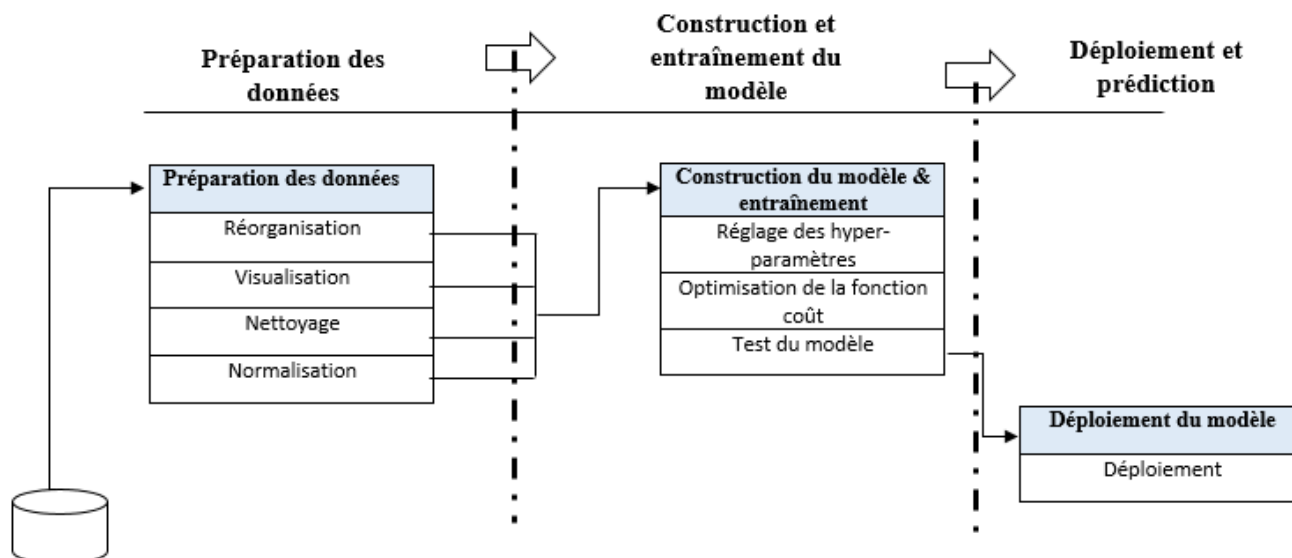 Préparation des
données
Construction et
entraînement du
modèle
Déploiement et
prédiction
Préparation des données
Réorganisation
Visualisation
Nettoyage
Normalisation
Construction du modèle &
entraînement
Réglage des hyper-
paramètres
Optimisation de la fonction
coût
Test du modèle
Déploiement du modèle
Déploiement